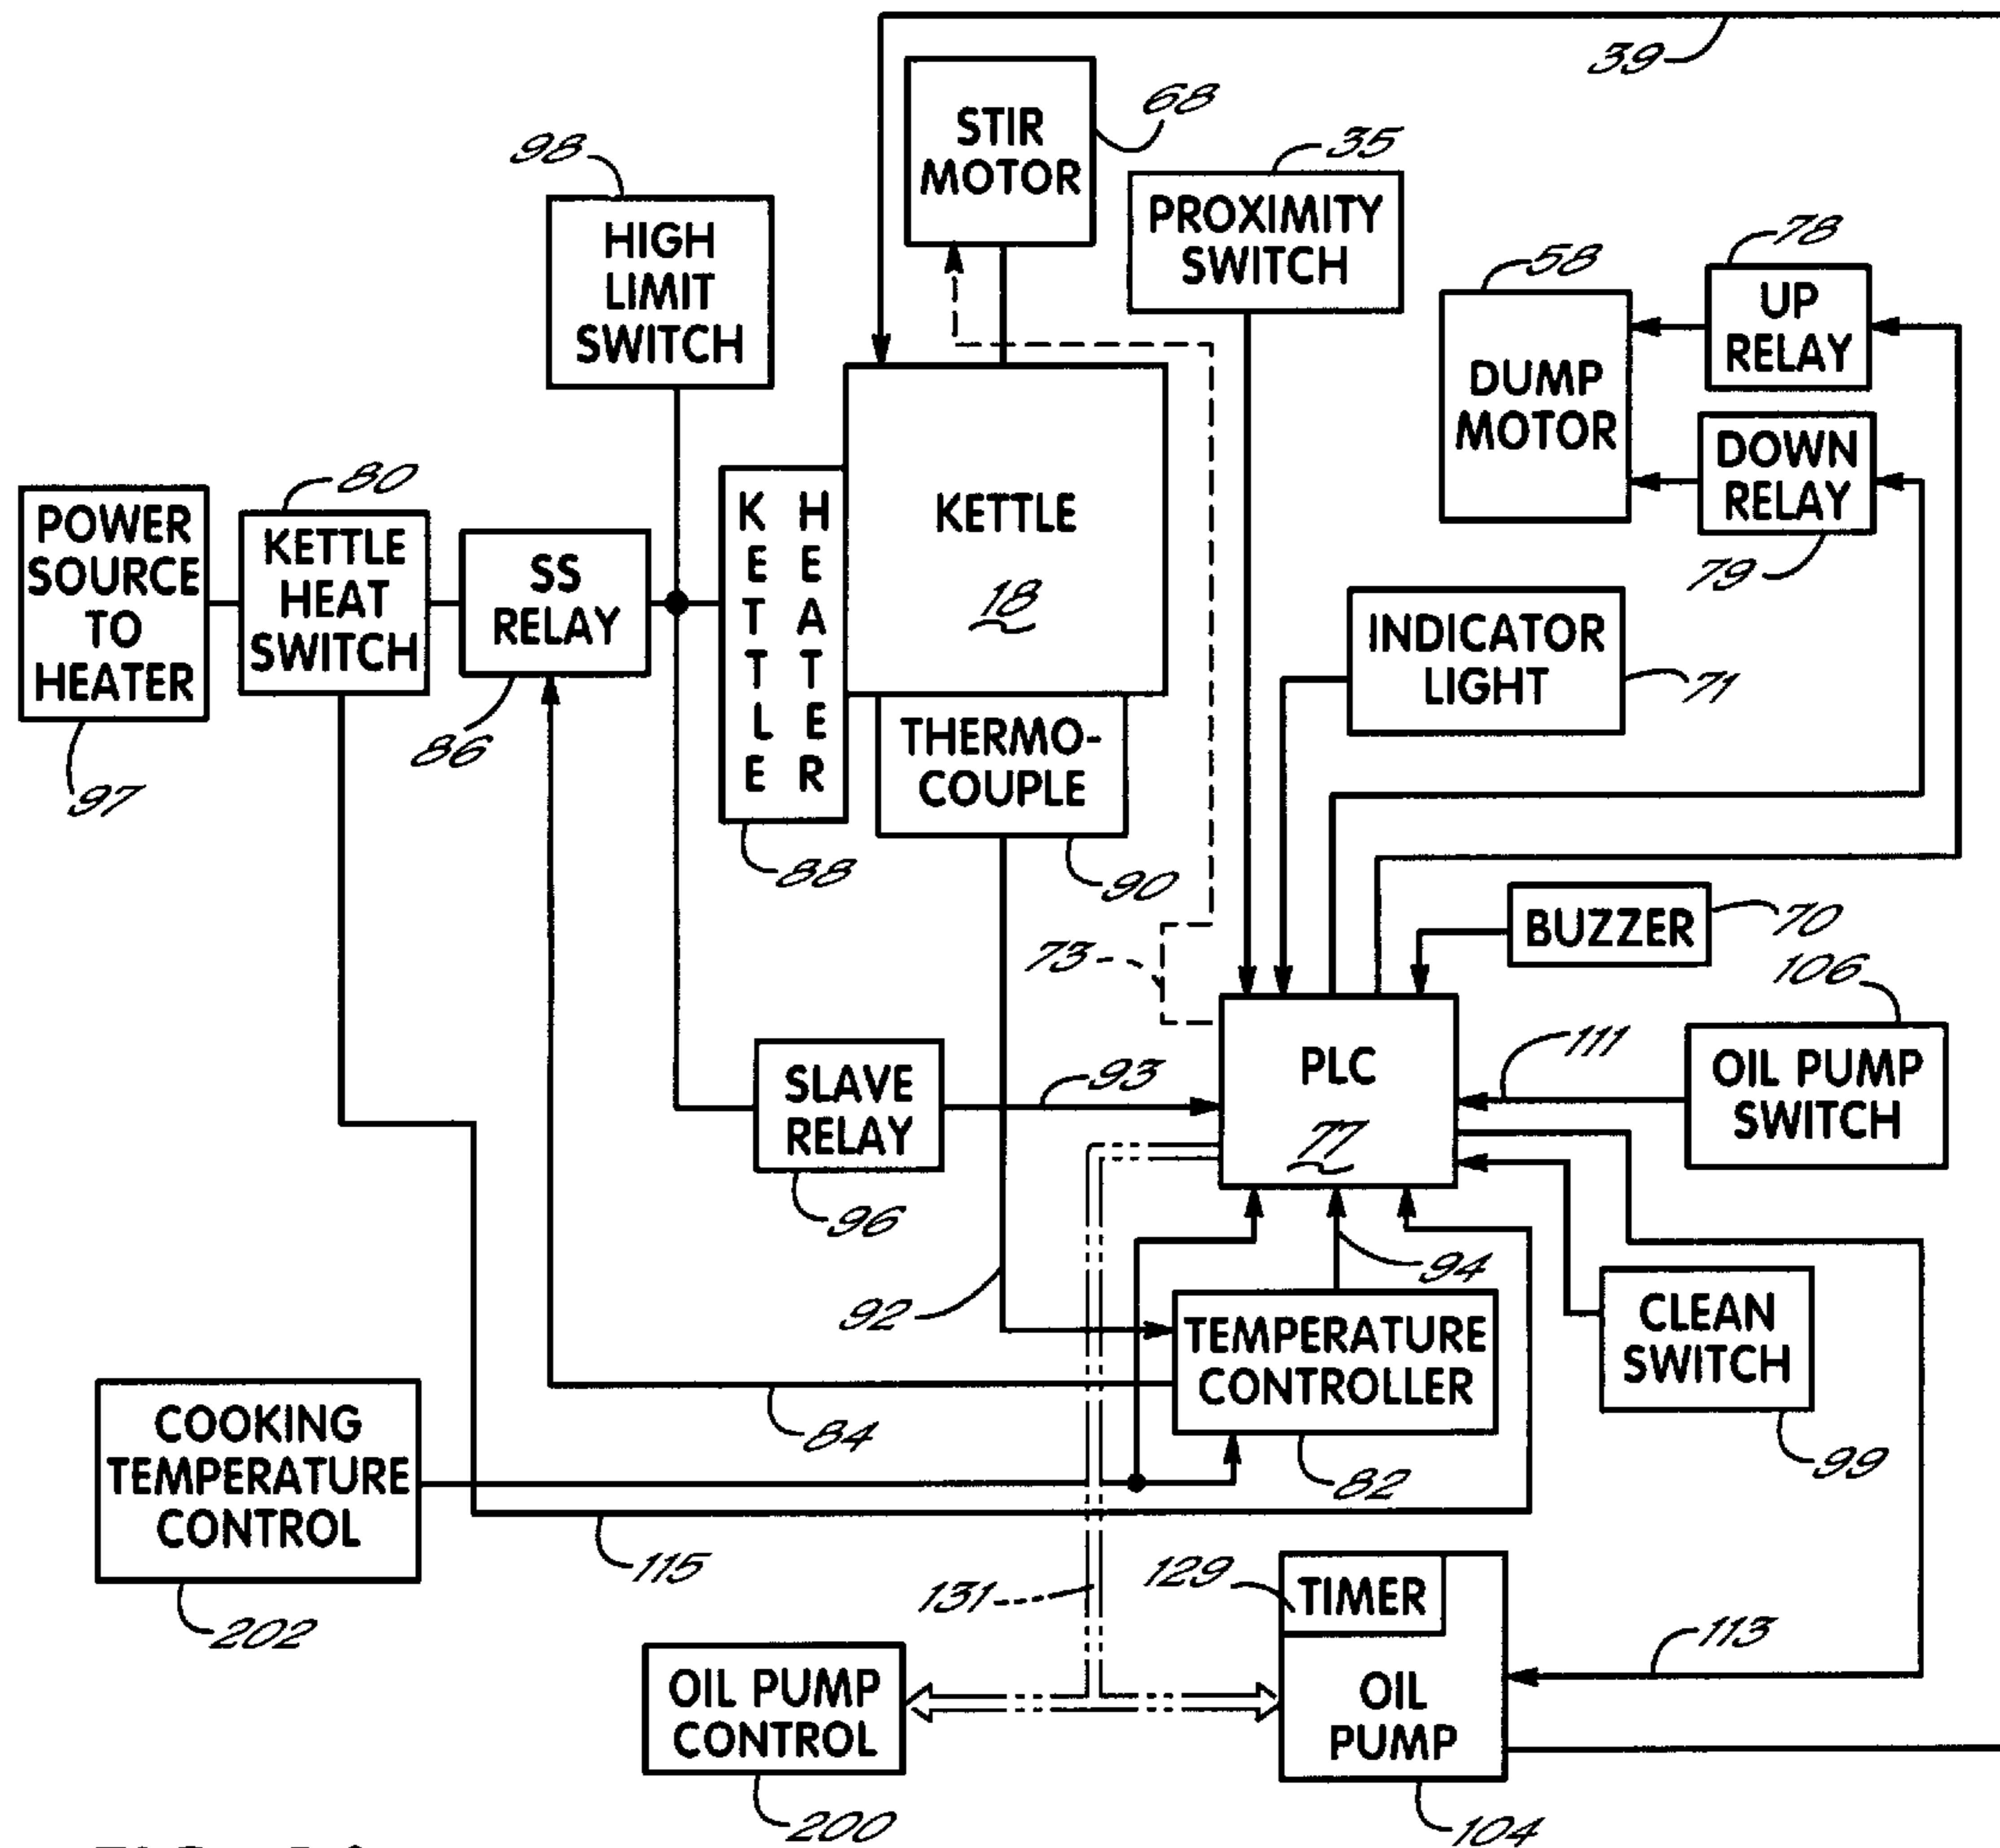 39
STIR
MOTOR
68
98
35
HIGH
LIMIT
SWITCH
PROXIMITY
SWITCH
78
58
UP
RELAY
DUMP
MOTOR
DOWN
RELAY
79
80
POWER
SOURCE
TO
HEATER
97
KETTLE
HEAT
SWITCH
SS
RELAY
86
KETTLE
HEATER
88
KETTLE
18
THERMO-
COUPLE
90
INDICATOR
LIGHT
71
BUZZER
70
73
106
OIL PUMP
SWITCH
111
PLC
77
SLAVE
RELAY
93
96
94
92
TEMPERATURE
CONTROLLER
82
CLEAN
SWITCH
99
84
COOKING
TEMPERATURE
CONTROL
202
115
131
129
TIMER
113
OIL PUMP
CONTROL
200
OIL
PUMP
104